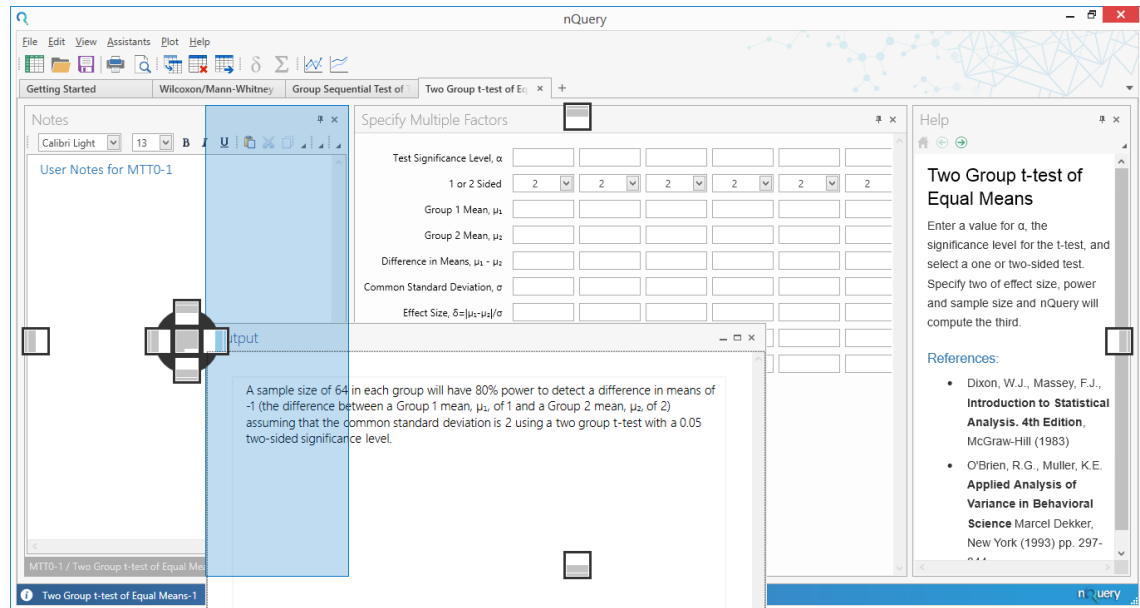 nQuery
File Edit View Assistants Plot Help
Getting Started Wilcoxon/Mann-Whitney Group Sequential Test of Two Group t-test of Eq × +
Notes
Calibri Light 13 B I U
User Notes for MTT0-1
MTT0-1 / Two Group t-test of Equal Me
Specify Multiple Factors
Test Significance Level, α
1 or 2 Sided 2 2 2 2 2 2
Group 1 Mean, μ₁
Group 2 Mean, μ₂
Difference in Means, μ₁ - μ₂
Common Standard Deviation, σ
Effect Size, δ=|μ₁-μ₂|/σ
Output
A sample size of 64 in each group will have 80% power to detect a difference in means of
-1 (the difference between a Group 1 mean, μ₁, of 1 and a Group 2 mean, μ₂, of 2)
assuming that the common standard deviation is 2 using a two group t-test with a 0.05
two-sided significance level.
Help
Two Group t-test of
Equal Means
Enter a value for α, the
significance level for the t-test, and
select a one or two-sided test.
Specify two of effect size, power
and sample size and nQuery will
compute the third.
References:
• Dixon, W.J., Massey, F.J.,
Introduction to Statistical
Analysis. 4th Edition,
McGraw-Hill (1983)
• O'Brien, R.G., Muller, K.E.
Applied Analysis of
Variance in Behavioral
Science Marcel Dekker,
New York (1993) pp. 297-
Two Group t-test of Equal Means-1
nQuery